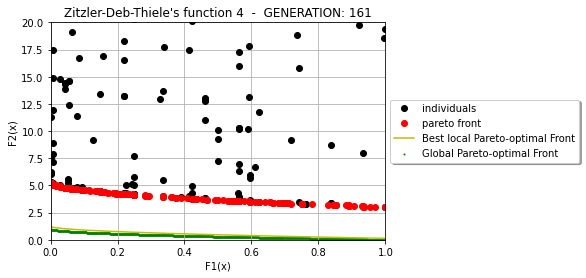 Zitzler-Deb-Thiele's function 4  -  GENERATION: 161
20.0
17.5
15.0
12.5
10.0
7.5
5.0
2.5
0.0
F2(x)
0.0 0.2 0.4 0.6 0.8 1.0
F1(x)
individuals
pareto front
Best local Pareto-optimal Front
Global Pareto-optimal Front